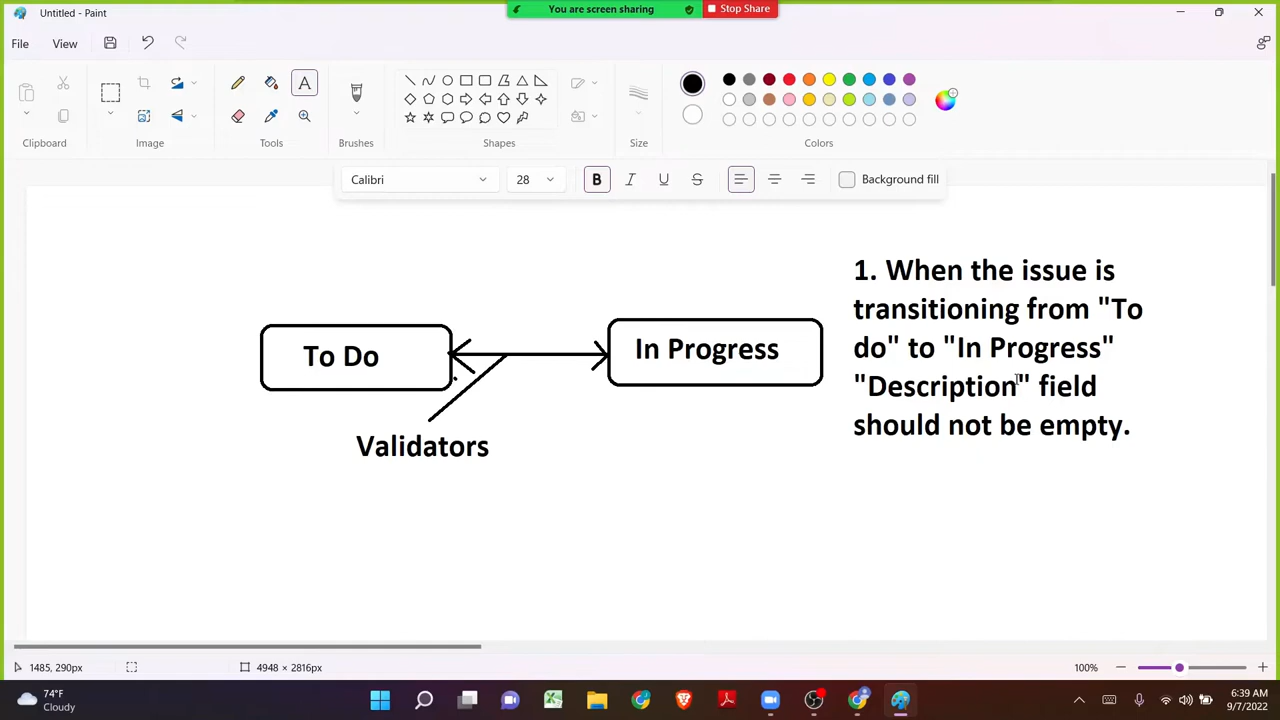 You are screen sharing
Stop Share
Untitled - Paint
File
View
Clipboard
Image
Tools
Brushes
Shapes
Size
Colors
Calibri
28
B
I
U
S
Background fill
To Do
In Progress
Validators
1. When the issue is
transitioning from "To
do" to "In Progress"
"Description" field
should not be empty.
1485, 290px
4948 × 2816px
100%
74°F
Cloudy
6:39 AM
9/7/2022